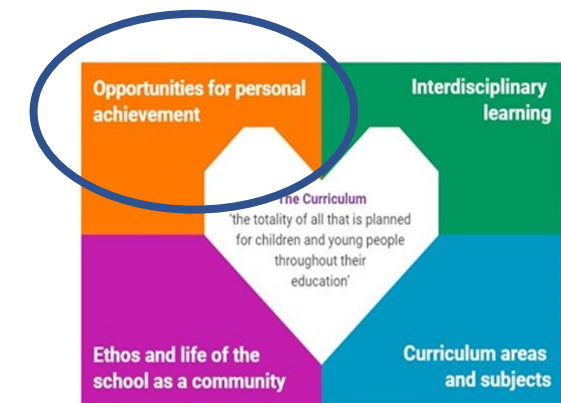 Opportunities for personal
achievement
Interdisciplinary
learning
The Curriculum
'the totality of all that is planned
for children and young people
throughout their
education'
Ethos and life of the
school as a community
Curriculum areas
and subjects